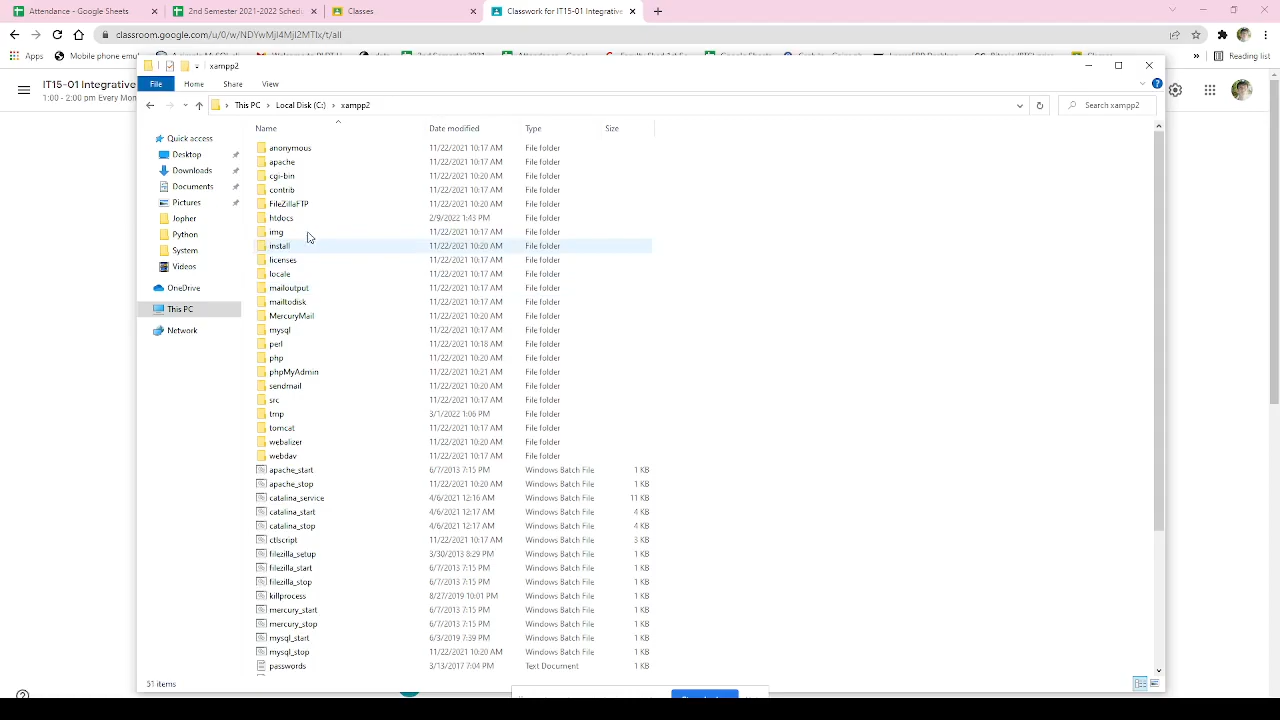 Attendance - Google Sheets
2nd Semester 2021-2022 Schedu
Classes
Classwork for IT15-01 Integrative
classroom.google.com/u/0/w/NDYwMjI4MjI2MTIx/t/all
Apps
Mobile phone emu
Reading list
IT15-01 Integrative
1:00 - 2:00 pm Every Mon
xampp2
File
Home
Share
View
This PC
Local Disk (C:)
xampp2
Search xampp2
Name
Date modified
Type
Size
Quick access
Desktop
Downloads
Documents
Pictures
Jopher
Python
System
Videos
OneDrive
This PC
Network
anonymous 11/22/2021 10:17 AM File folder
apache 11/22/2021 10:17 AM File folder
cgi-bin 11/22/2021 10:20 AM File folder
contrib 11/22/2021 10:17 AM File folder
FileZillaFTP 11/22/2021 10:20 AM File folder
htdocs 2/9/2022 1:43 PM File folder
img 11/22/2021 10:17 AM File folder
install 11/22/2021 10:20 AM File folder
licenses 11/22/2021 10:17 AM File folder
locale 11/22/2021 10:17 AM File folder
mailoutput 11/22/2021 10:17 AM File folder
mailtodisk 11/22/2021 10:17 AM File folder
MercuryMail 11/22/2021 10:20 AM File folder
mysql 11/22/2021 10:17 AM File folder
perl 11/22/2021 10:18 AM File folder
php 11/22/2021 10:20 AM File folder
phpMyAdmin 11/22/2021 10:21 AM File folder
sendmail 11/22/2021 10:20 AM File folder
src 11/22/2021 10:17 AM File folder
tmp 3/1/2022 1:06 PM File folder
tomcat 11/22/2021 10:17 AM File folder
webalizer 11/22/2021 10:20 AM File folder
webdav 11/22/2021 10:17 AM File folder
apache_start 6/7/2013 7:15 PM Windows Batch File 1 KB
apache_stop 11/22/2021 10:20 AM Windows Batch File 1 KB
catalina_service 4/6/2021 12:16 AM Windows Batch File 11 KB
catalina_start 4/6/2021 12:17 AM Windows Batch File 4 KB
catalina_stop 4/6/2021 12:17 AM Windows Batch File 4 KB
ctlscript 11/22/2021 10:17 AM Windows Batch File 3 KB
filezilla_setup 3/30/2013 8:29 PM Windows Batch File 1 KB
filezilla_start 6/7/2013 7:15 PM Windows Batch File 1 KB
filezilla_stop 6/7/2013 7:15 PM Windows Batch File 1 KB
killprocess 8/27/2019 10:01 PM Windows Batch File 1 KB
mercury_start 6/7/2013 7:15 PM Windows Batch File 1 KB
mercury_stop 6/7/2013 7:15 PM Windows Batch File 1 KB
mysql_start 6/3/2019 7:39 PM Windows Batch File 1 KB
mysql_stop 11/22/2021 10:20 AM Windows Batch File 1 KB
passwords 3/13/2017 7:04 PM Text Document 1 KB
51 items